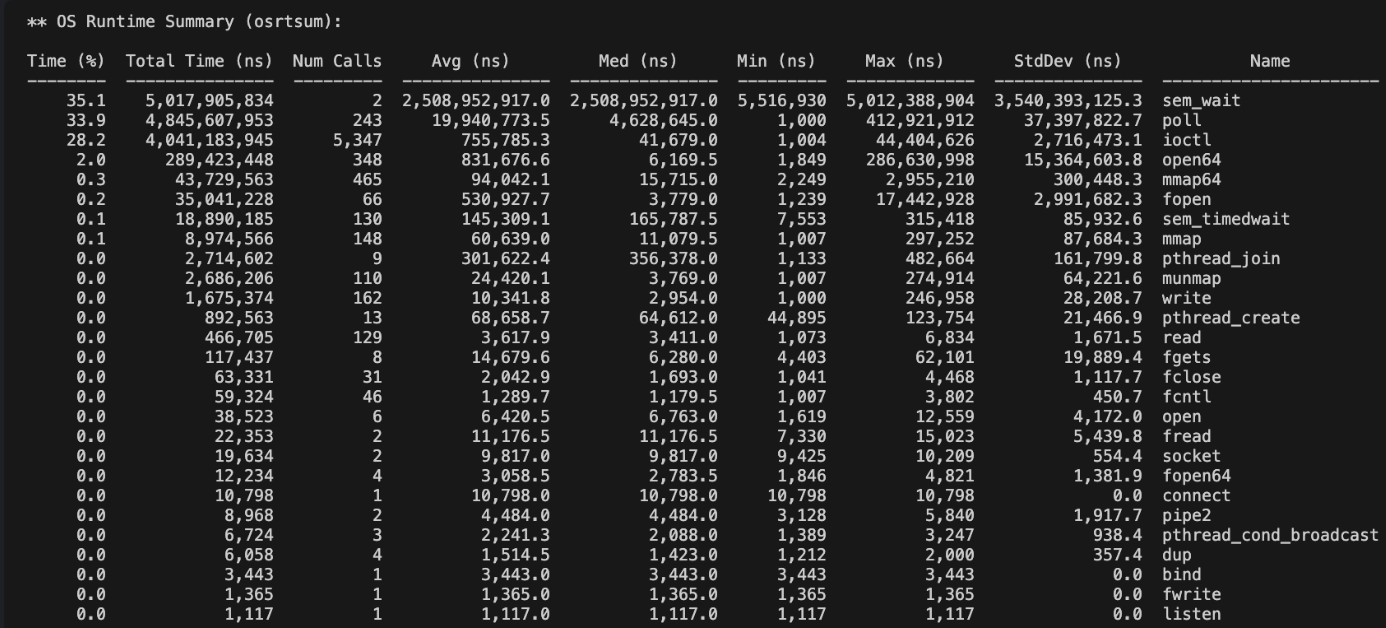 ** OS Runtime Summary (osrtsum):
Time (%) Total Time (ns) Num Calls Avg (ns) Med (ns) Min (ns) Max (ns) StdDev (ns) Name
35.1 5,017,905,834 2 2,508,952,917.0 2,508,952,917.0 5,516,930 5,012,388,904 3,540,393,125.3 sem_wait
33.9 4,845,607,953 243 19,940,773.5 4,628,645.0 1,000 412,921,912 37,397,822.7 poll
28.2 4,041,183,945 5,347 755,785.3 41,679.0 1,004 44,404,626 2,716,473.1 ioctl
2.0 289,423,448 348 831,676.6 6,169.5 1,849 286,630,998 15,364,603.8 open64
0.3 43,729,563 465 94,042.1 15,715.0 2,249 2,955,210 300,448.3 mmap64
0.2 35,041,228 66 530,927.7 3,779.0 1,239 17,442,928 2,991,682.3 fopen
0.1 18,890,185 130 145,309.1 165,787.5 7,553 315,418 85,932.6 sem_timedwait
0.1 8,974,566 148 60,639.0 11,079.5 1,007 297,252 87,684.3 mmap
0.0 2,714,602 9 301,622.4 356,378.0 1,133 482,664 161,799.8 pthread_join
0.0 2,686,206 110 24,420.1 3,769.0 1,007 274,914 64,221.6 munmap
0.0 1,675,374 162 10,341.8 2,954.0 1,000 246,958 28,208.7 write
0.0 892,563 13 68,658.7 64,612.0 44,895 123,754 21,466.9 pthread_create
0.0 466,705 129 3,617.9 3,411.0 1,073 6,834 1,671.5 read
0.0 117,437 8 14,679.6 6,280.0 4,403 62,101 19,889.4 fgets
0.0 63,331 31 2,042.9 1,693.0 1,041 4,468 1,117.7 fclose
0.0 59,324 46 1,289.7 1,179.5 1,007 3,802 450.7 fcntl
0.0 38,523 6 6,420.5 6,763.0 1,619 12,559 4,172.0 open
0.0 22,353 2 11,176.5 11,176.5 7,330 15,023 5,439.8 fread
0.0 19,634 2 9,817.0 9,817.0 9,425 10,209 554.4 socket
0.0 12,234 4 3,058.5 2,783.5 1,846 4,821 1,381.9 fopen64
0.0 10,798 1 10,798.0 10,798.0 10,798 10,798 0.0 connect
0.0 8,968 2 4,484.0 4,484.0 3,128 5,840 1,917.7 pipe2
0.0 6,724 3 2,241.3 2,088.0 1,389 3,247 938.4 pthread_cond_broadcast
0.0 6,058 4 1,514.5 1,423.0 1,212 2,000 357.4 dup
0.0 3,443 1 3,443.0 3,443.0 3,443 3,443 0.0 bind
0.0 1,365 1 1,365.0 1,365.0 1,365 1,365 0.0 fwrite
0.0 1,117 1 1,117.0 1,117.0 1,117 1,117 0.0 listen